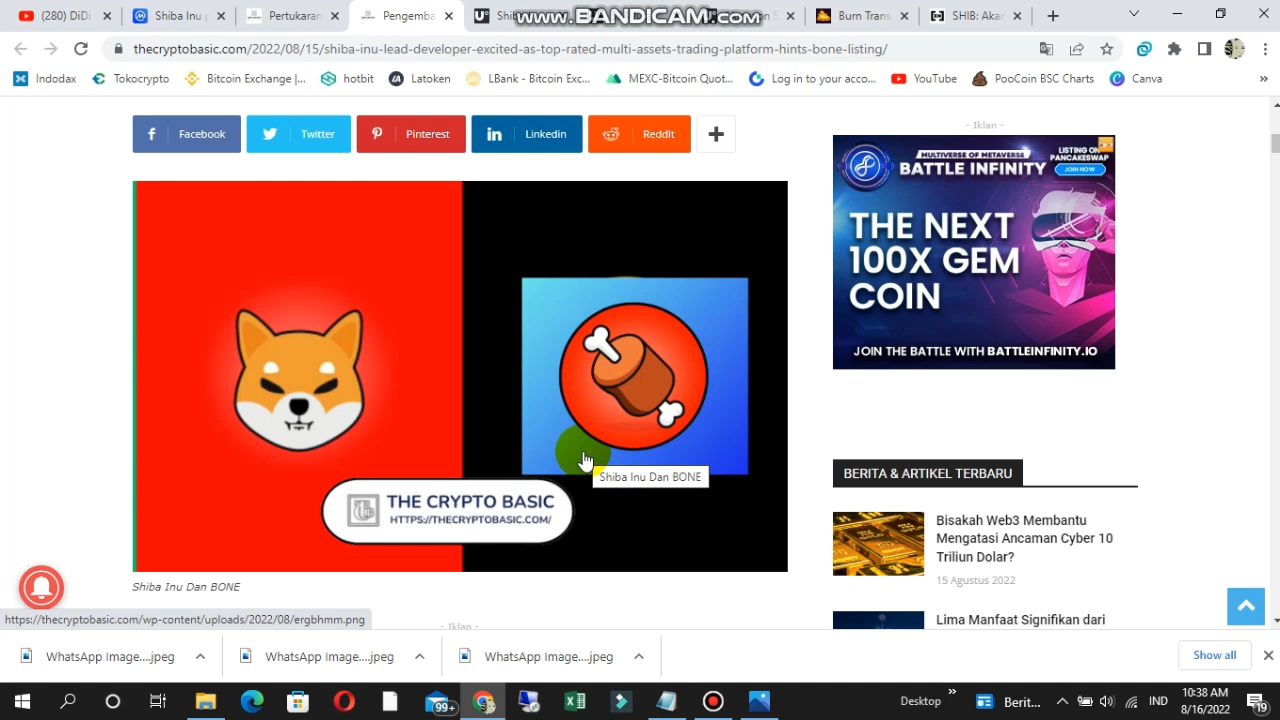 (280) DiDi
Shiba Inu p
Pertukaran
Pengemba
Shi
www.BANDICAM.com
n S
Burn Trans
SHIB: Akan
thecryptobasic.com/2022/08/15/shiba-inu-lead-developer-excited-as-top-rated-multi-assets-trading-platform-hints-bone-listing/
Indodax
Tokocrypto
Bitcoin Exchange |...
hotbit
Latoken
LBank - Bitcoin Exc...
MEXC-Bitcoin Quot...
Log in to your acco...
YouTube
PooCoin BSC Charts
Canva
»
Facebook
Twitter
Pinterest
Linkedin
ReddIt
- Iklan -
MULTIVERSE OF METAVERSE
BATTLE INFINITY
LISTING ON
PANCAKESWAP
JOIN NOW
THE NEXT
100X GEM
COIN
JOIN THE BATTLE WITH BATTLEINFINITY.IO
Shiba Inu Dan BONE
THE CRYPTO BASIC
HTTPS://THECRYPTOBASIC.COM/
Shiba Inu Dan BONE
BERITA & ARTIKEL TERBARU
Bisakah Web3 Membantu
Mengatasi Ancaman Cyber 10
Triliun Dolar?
15 Agustus 2022
Lima Manfaat Signifikan dari
https://thecryptobasic.com/wp-content/uploads/2022/08/ergbhmm.png
- Iklan -
WhatsApp Image....jpeg
WhatsApp Image....jpeg
WhatsApp Image....jpeg
Show all
99+
Desktop
»
Berit...
IND
10:38 AM
8/16/2022
19